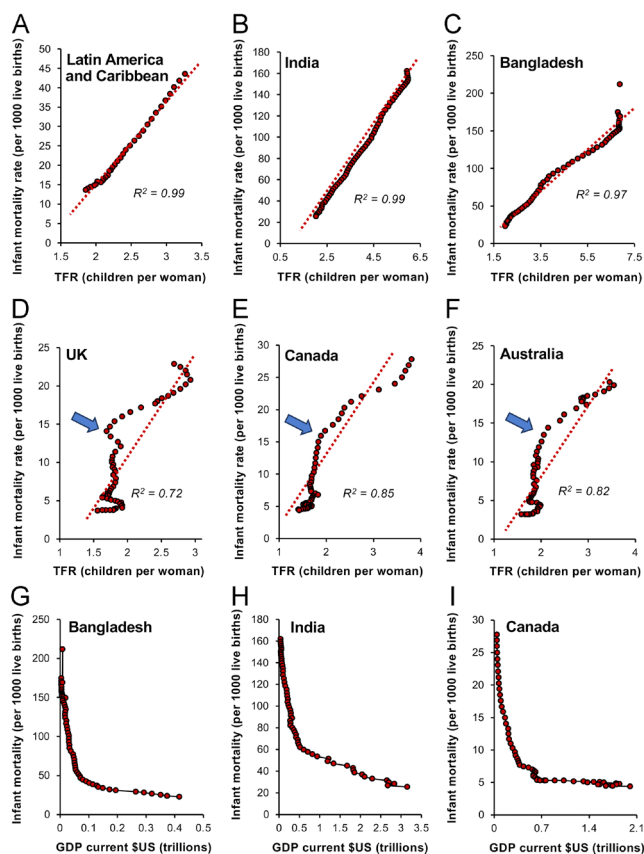 A
Latin America
and Caribbean
Infant mortality rate (per 1000 live births)
50
45
40
35
30
25
20
15
10
5
0
R² = 0.99
1.5
2
2.5
3
3.5
TFR (children per woman)
B
India
Infant mortality rate (per 1000 live births)
180
160
140
120
100
80
60
40
20
0
R² = 0.99
0.5
2.5
4.5
6.5
TFR (children per woman)
C
Bangladesh
Infant mortality rate (per 1000 live births)
250
200
150
100
50
0
R² = 0.97
1.5
3.5
5.5
7.5
TFR (children per woman)
D
UK
Infant mortality rate (per 1000 live births)
25
20
15
10
5
0
R² = 0.72
1
1.5
2
2.5
3
TFR (children per woman)
E
Canada
Infant mortality rate (per 1000 live births)
30
25
20
15
10
5
0
R² = 0.85
1
2
3
4
TFR (children per woman)
F
Australia
Infant mortality rate (per 1000 live births)
25
20
15
10
5
0
R² = 0.82
1
2
3
4
TFR (children per woman)
G
Bangladesh
Infant mortality (per 1000 live births)
250
200
150
100
50
0
0
0.1
0.2
0.3
0.4
0.5
GDP current $US (trillions)
H
India
Infant mortality (per 1000 live births)
180
160
140
120
100
80
60
40
20
0
0
0.5
1
1.5
2
2.5
3
3.5
GDP current $US (trillions)
I
Canada
Infant mortality (per 1000 live births)
30
25
20
15
10
5
0
0
0.7
1.4
2.1
GDP current $US (trillions)